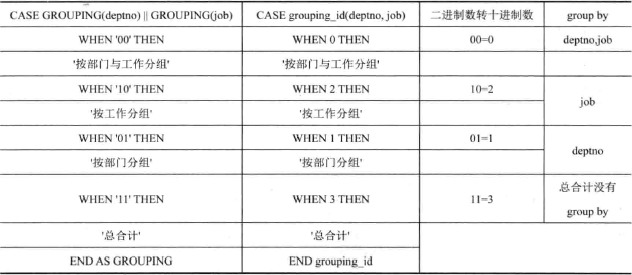 CASE GROUPING(deptno) || GROUPING(job) CASE grouping_id(deptno, job) 二进制数转十进制数 group by
WHEN '00' THEN WHEN 0 THEN 00=0 deptno,job
'按部门与工作分组' '按部门与工作分组'
WHEN '10' THEN WHEN 2 THEN 10=2 job
'按工作分组' '按工作分组'
WHEN '01' THEN WHEN 1 THEN 01=1 deptno
'按部门分组' '按部门分组'
WHEN '11' THEN WHEN 3 THEN 11=3 总合计没有
group by
'总合计' '总合计'
END AS GROUPING END grouping_id